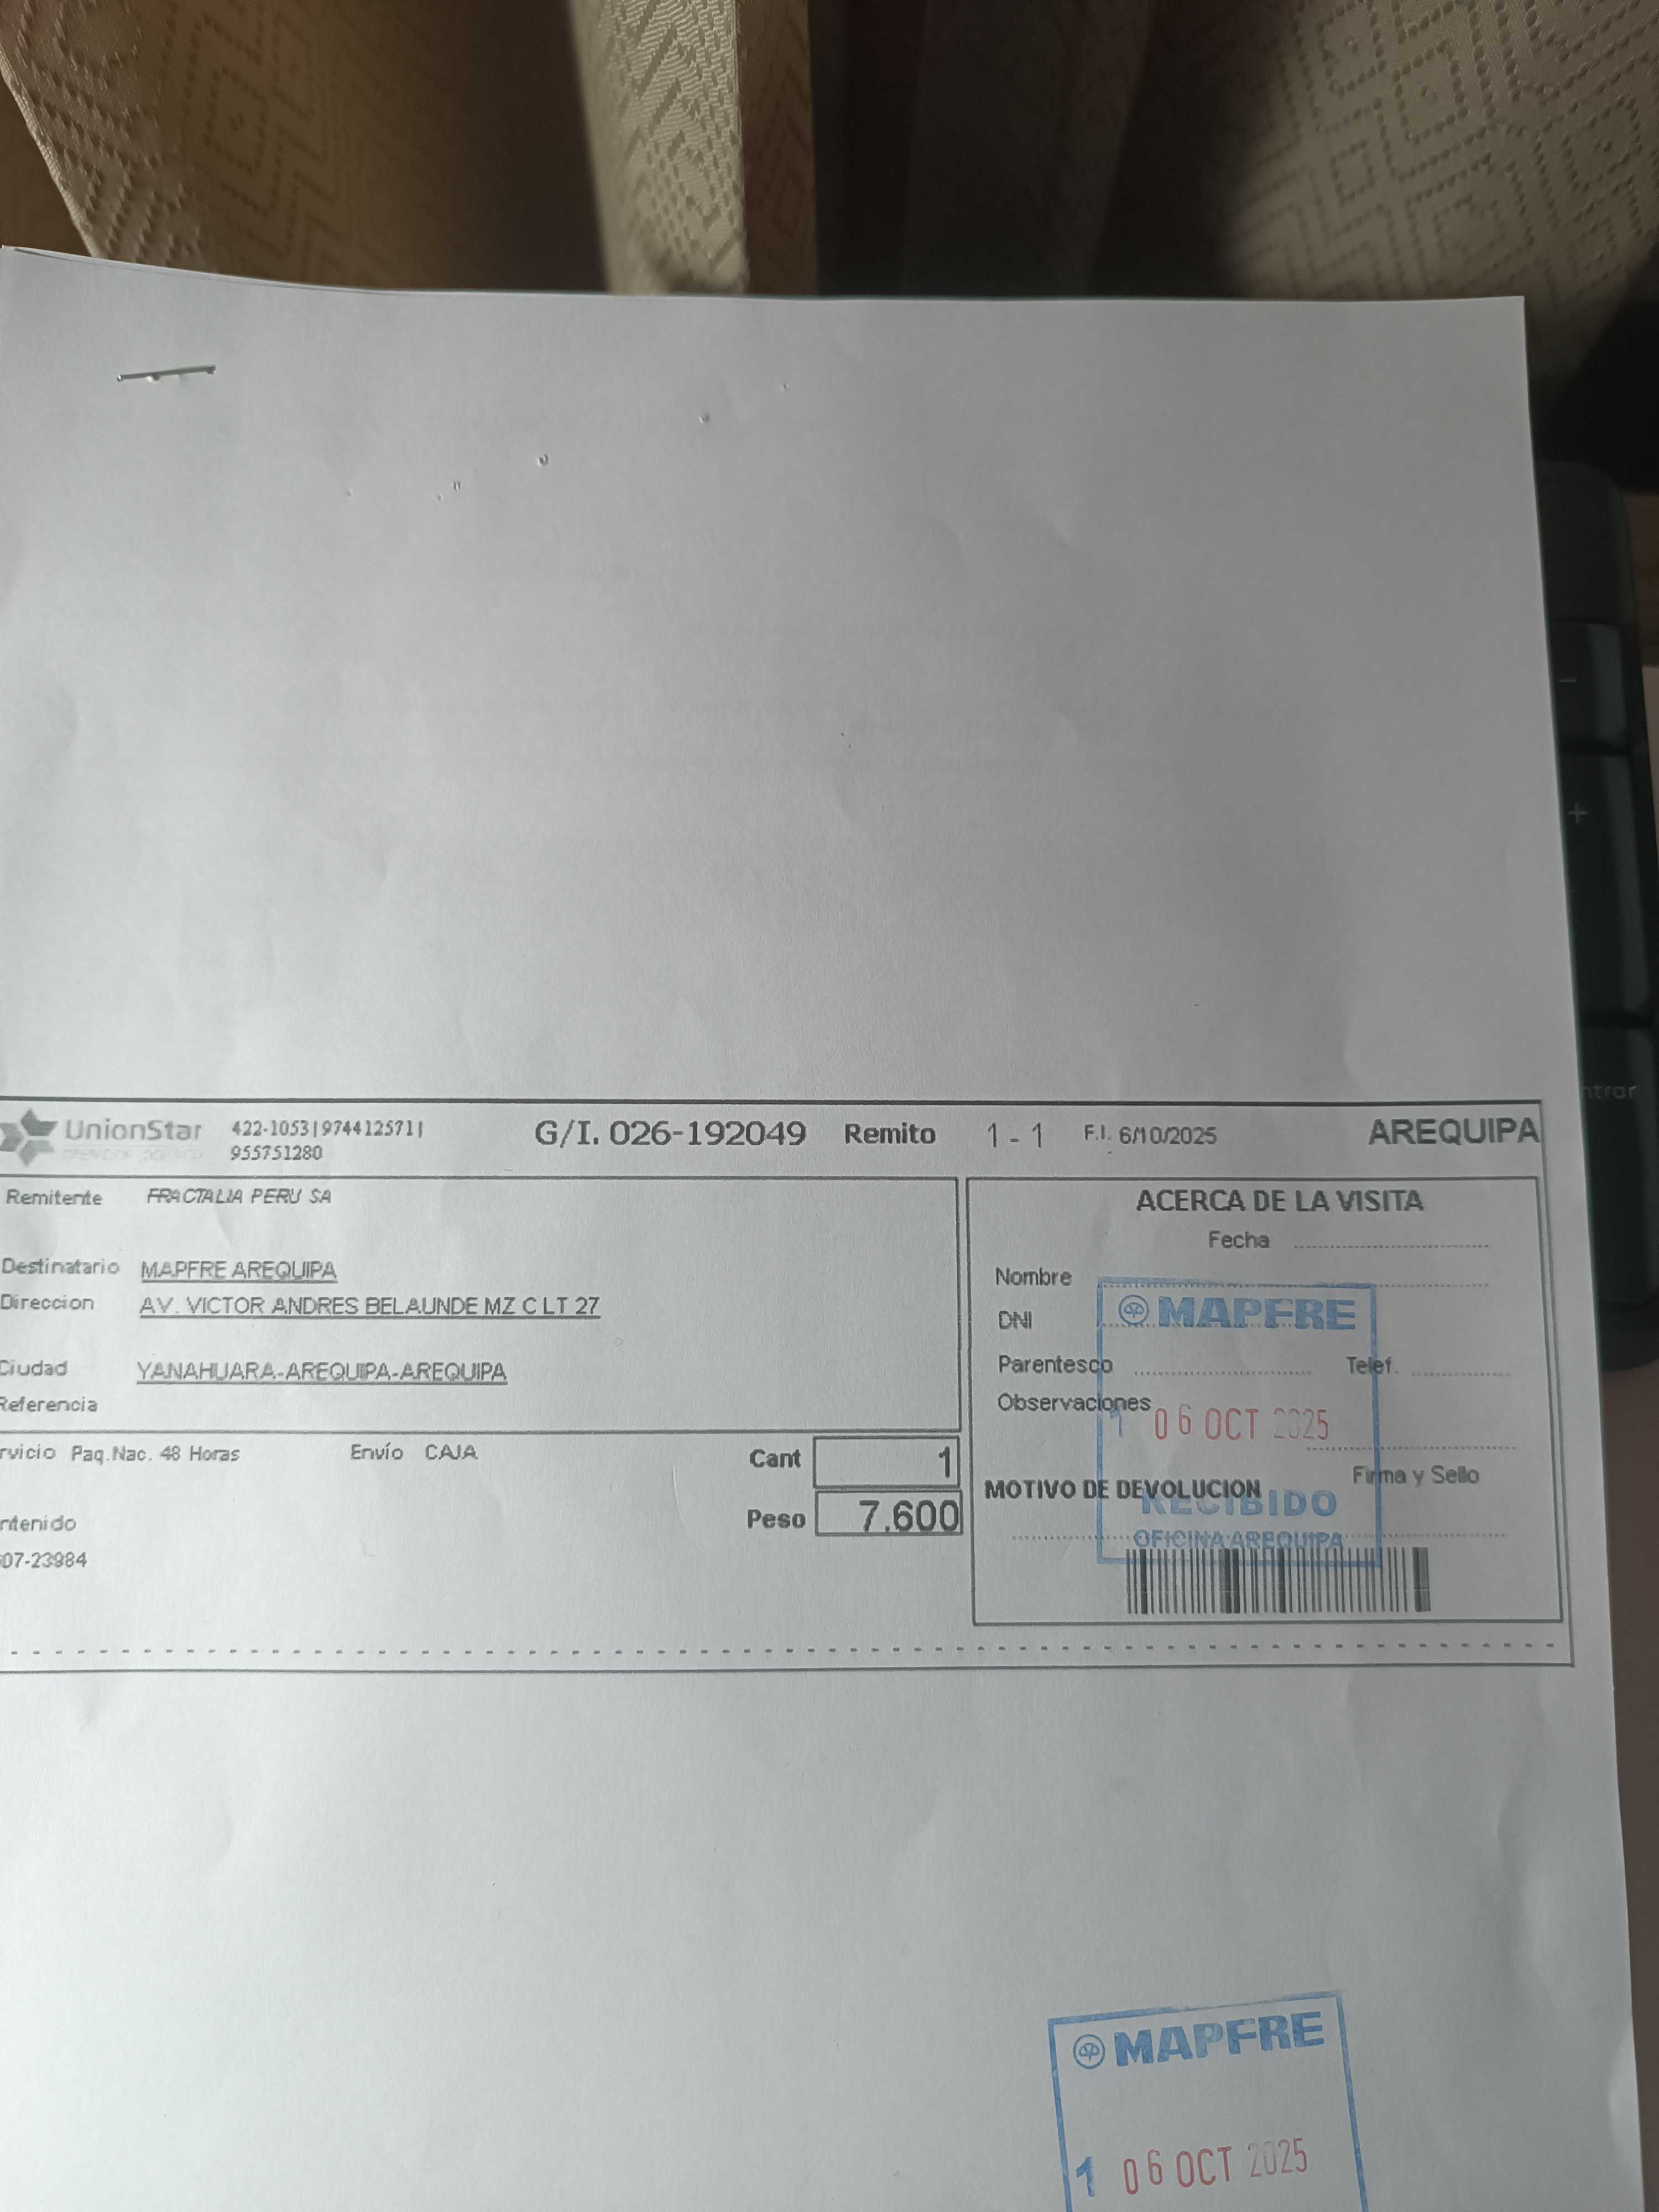 UnionStar 422-1053|974412571| G/I. 026-192049 Remito 1 - 1 F.I. 6/10/2025 AREQUIPA
955751280
Remitente FRACTALIA PERU SA
Destinatario MAPFRE AREQUIPA
Direccion AV. VICTOR ANDRES BELAUNDE MZ C LT 27
Ciudad YANAHUARA-AREQUIPA-AREQUIPA
Referencia
rvicio Paq.Nac. 48 Horas Envío CAJA Cant 1
Peso 7.600
ntenido
07-23984
ACERCA DE LA VISITA
Fecha
Nombre
DNI
Parentesco Telef.
Observaciones
Firma y Sello
MOTIVO DE DEVOLUCION
MAPFRE
1 06 OCT 2025
RECIBIDO
OFICINA AREQUIPA
MAPFRE
1 06 OCT 2025
-
+
ntrar